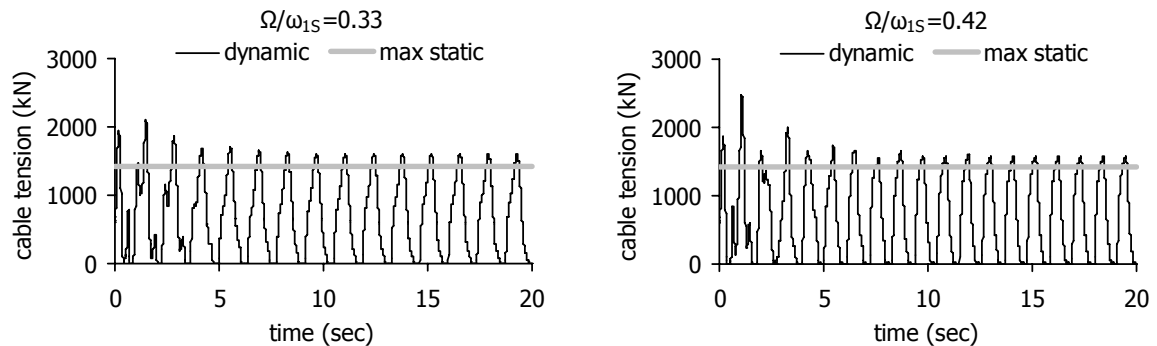 Ω/ω1S=0.33
dynamic max static
3000
2000
1000
0
cable tension (kN)
0 5 10 15 20
time (sec)
Ω/ω1S=0.42
dynamic max static
3000
2000
1000
0
cable tension (kN)
0 5 10 15 20
time (sec)